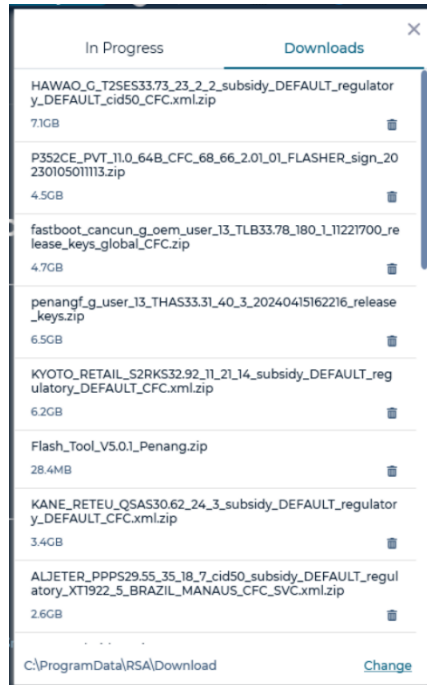 In Progress
Downloads
HAWAO_G_T2SES33.73_23_2_2_subsidy_DEFAULT_regulator
y_DEFAULT_cid50_CFC.xml.zip
7.1GB
P352CE_PVT_11.0_64B_CFC_68_66_2.01_01_FLASHER_sign_20
230105011113.zip
4.5GB
fastboot_cancun_g_oem_user_13_TLB33.78_180_1_11221700_re
lease_keys_global_CFC.zip
4.7GB
penangf_g_user_13_THAS33.31_40_3_20240415162216_release
_keys.zip
6.5GB
KYOTO_RETAIL_S2RKS32.92_11_21_14_subsidy_DEFAULT_reg
ulatory_DEFAULT_CFC.xml.zip
6.2GB
Flash_Tool_V5.0.1_Penang.zip
28.4MB
KANE_RETEU_QSAS30.62_24_3_subsidy_DEFAULT_regulator
y_DEFAULT_CFC.xml.zip
3.4GB
ALJETER_PPPS29.55_35_18_7_cid50_subsidy_DEFAULT_regul
atory_XT1922_5_BRAZIL_MANAUS_CFC_SVC.xml.zip
2.6GB
C:\ProgramData\RSA\Download
Change